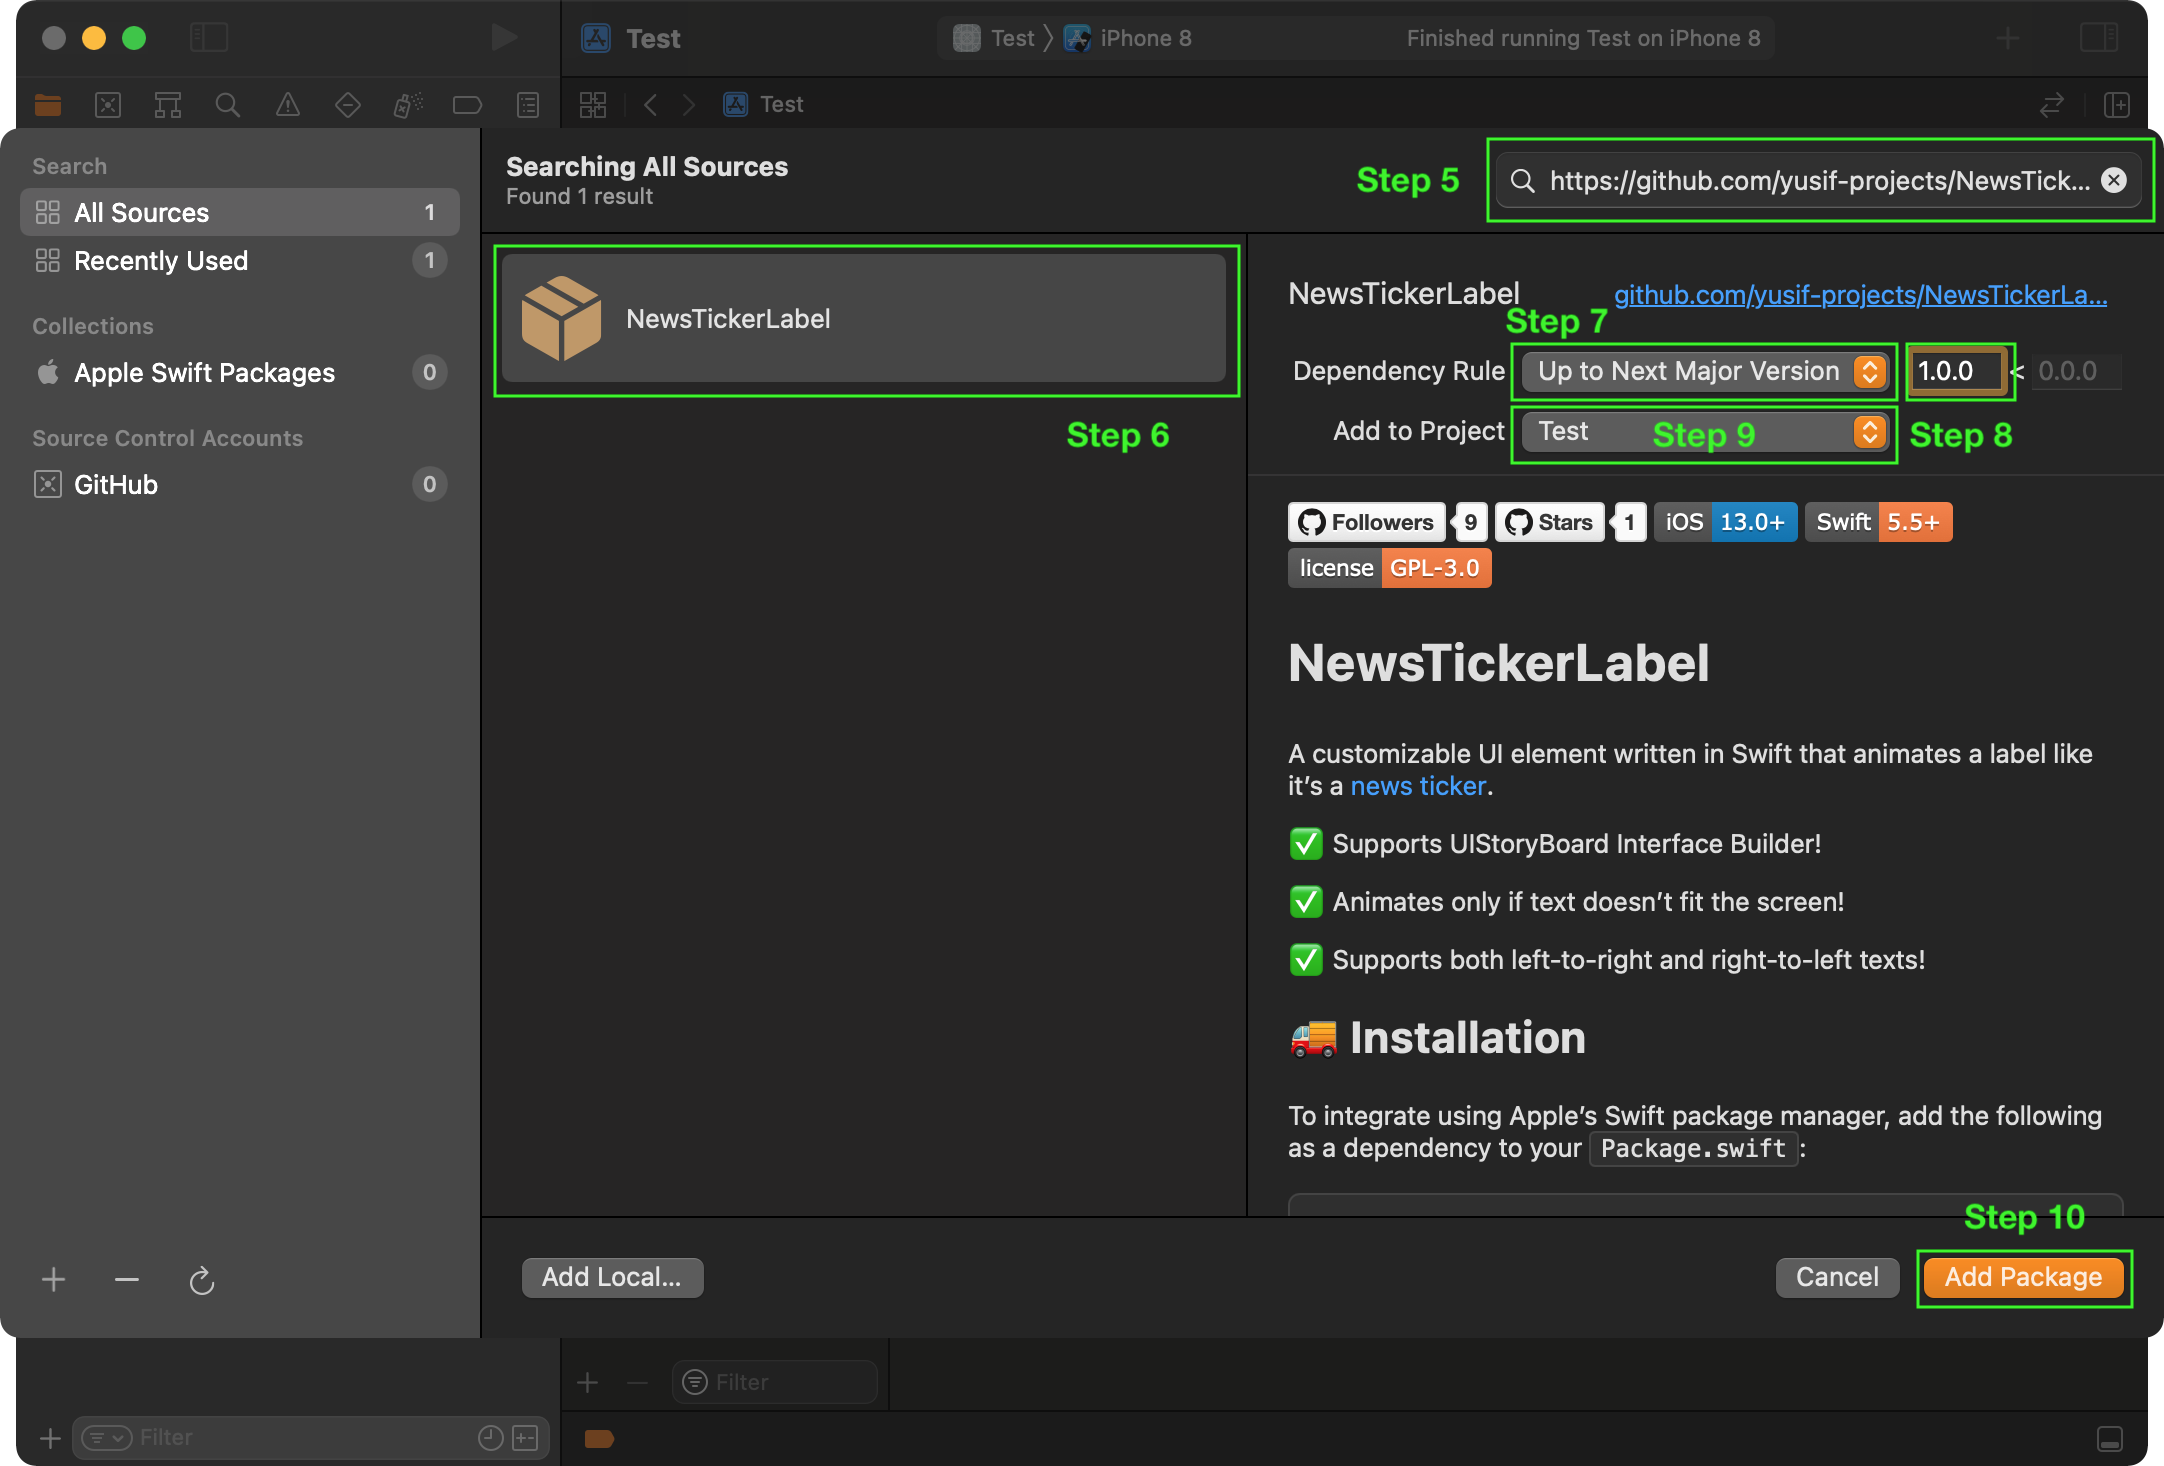 Test
Test
iPhone 8
Finished running Test on iPhone 8
Test
Search
All Sources
1
Recently Used
1
Collections
Apple Swift Packages
0
Source Control Accounts
GitHub
0
Searching All Sources
Found 1 result
Step 5
https://github.com/yusif-projects/NewsTick...
NewsTickerLabel
Step 6
NewsTickerLabel
github.com/yusif-projects/NewsTickerLa...
Step 7
Dependency Rule
Up to Next Major Version
1.0.0
<
0.0.0
Add to Project
Test
Step 9
Step 8
Followers
9
Stars
1
iOS
13.0+
Swift
5.5+
license
GPL-3.0
NewsTickerLabel
A customizable UI element written in Swift that animates a label like
it’s a news ticker.
✅ Supports UIStoryBoard Interface Builder!
✅ Animates only if text doesn’t fit the screen!
✅ Supports both left-to-right and right-to-left texts!
🚚 Installation
To integrate using Apple’s Swift package manager, add the following
as a dependency to your Package.swift:
Step 10
Add Local...
Cancel
Add Package
Filter
Filter